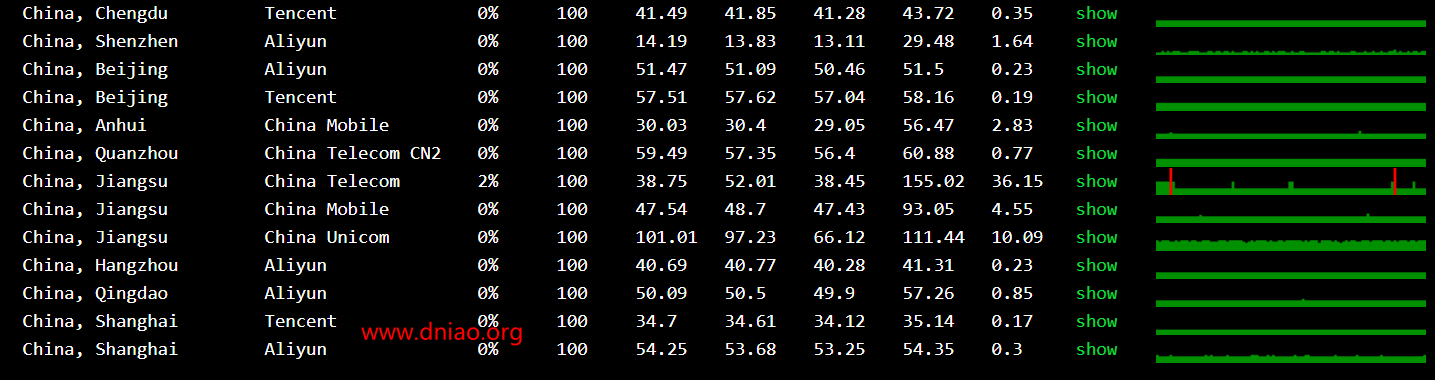 China, Chengdu Tencent 0% 100 41.49 41.85 41.28 43.72 0.35 show
China, Shenzhen Aliyun 0% 100 14.19 13.83 13.11 29.48 1.64 show
China, Beijing Aliyun 0% 100 51.47 51.09 50.46 51.5 0.23 show
China, Beijing Tencent 0% 100 57.51 57.62 57.04 58.16 0.19 show
China, Anhui China Mobile 0% 100 30.03 30.4 29.05 56.47 2.83 show
China, Quanzhou China Telecom CN2 0% 100 59.49 57.35 56.4 60.88 0.77 show
China, Jiangsu China Telecom 2% 100 38.75 52.01 38.45 155.02 36.15 show
China, Jiangsu China Mobile 0% 100 47.54 48.7 47.43 93.05 4.55 show
China, Jiangsu China Unicom 0% 100 101.01 97.23 66.12 111.44 10.09 show
China, Hangzhou Aliyun 0% 100 40.69 40.77 40.28 41.31 0.23 show
China, Qingdao Aliyun 0% 100 50.09 50.5 49.9 57.26 0.85 show
China, Shanghai Tencent 0% 100 34.7 34.61 34.12 35.14 0.17 show
www.dniao.org
China, Shanghai Aliyun 0% 100 54.25 53.68 53.25 54.35 0.3 show